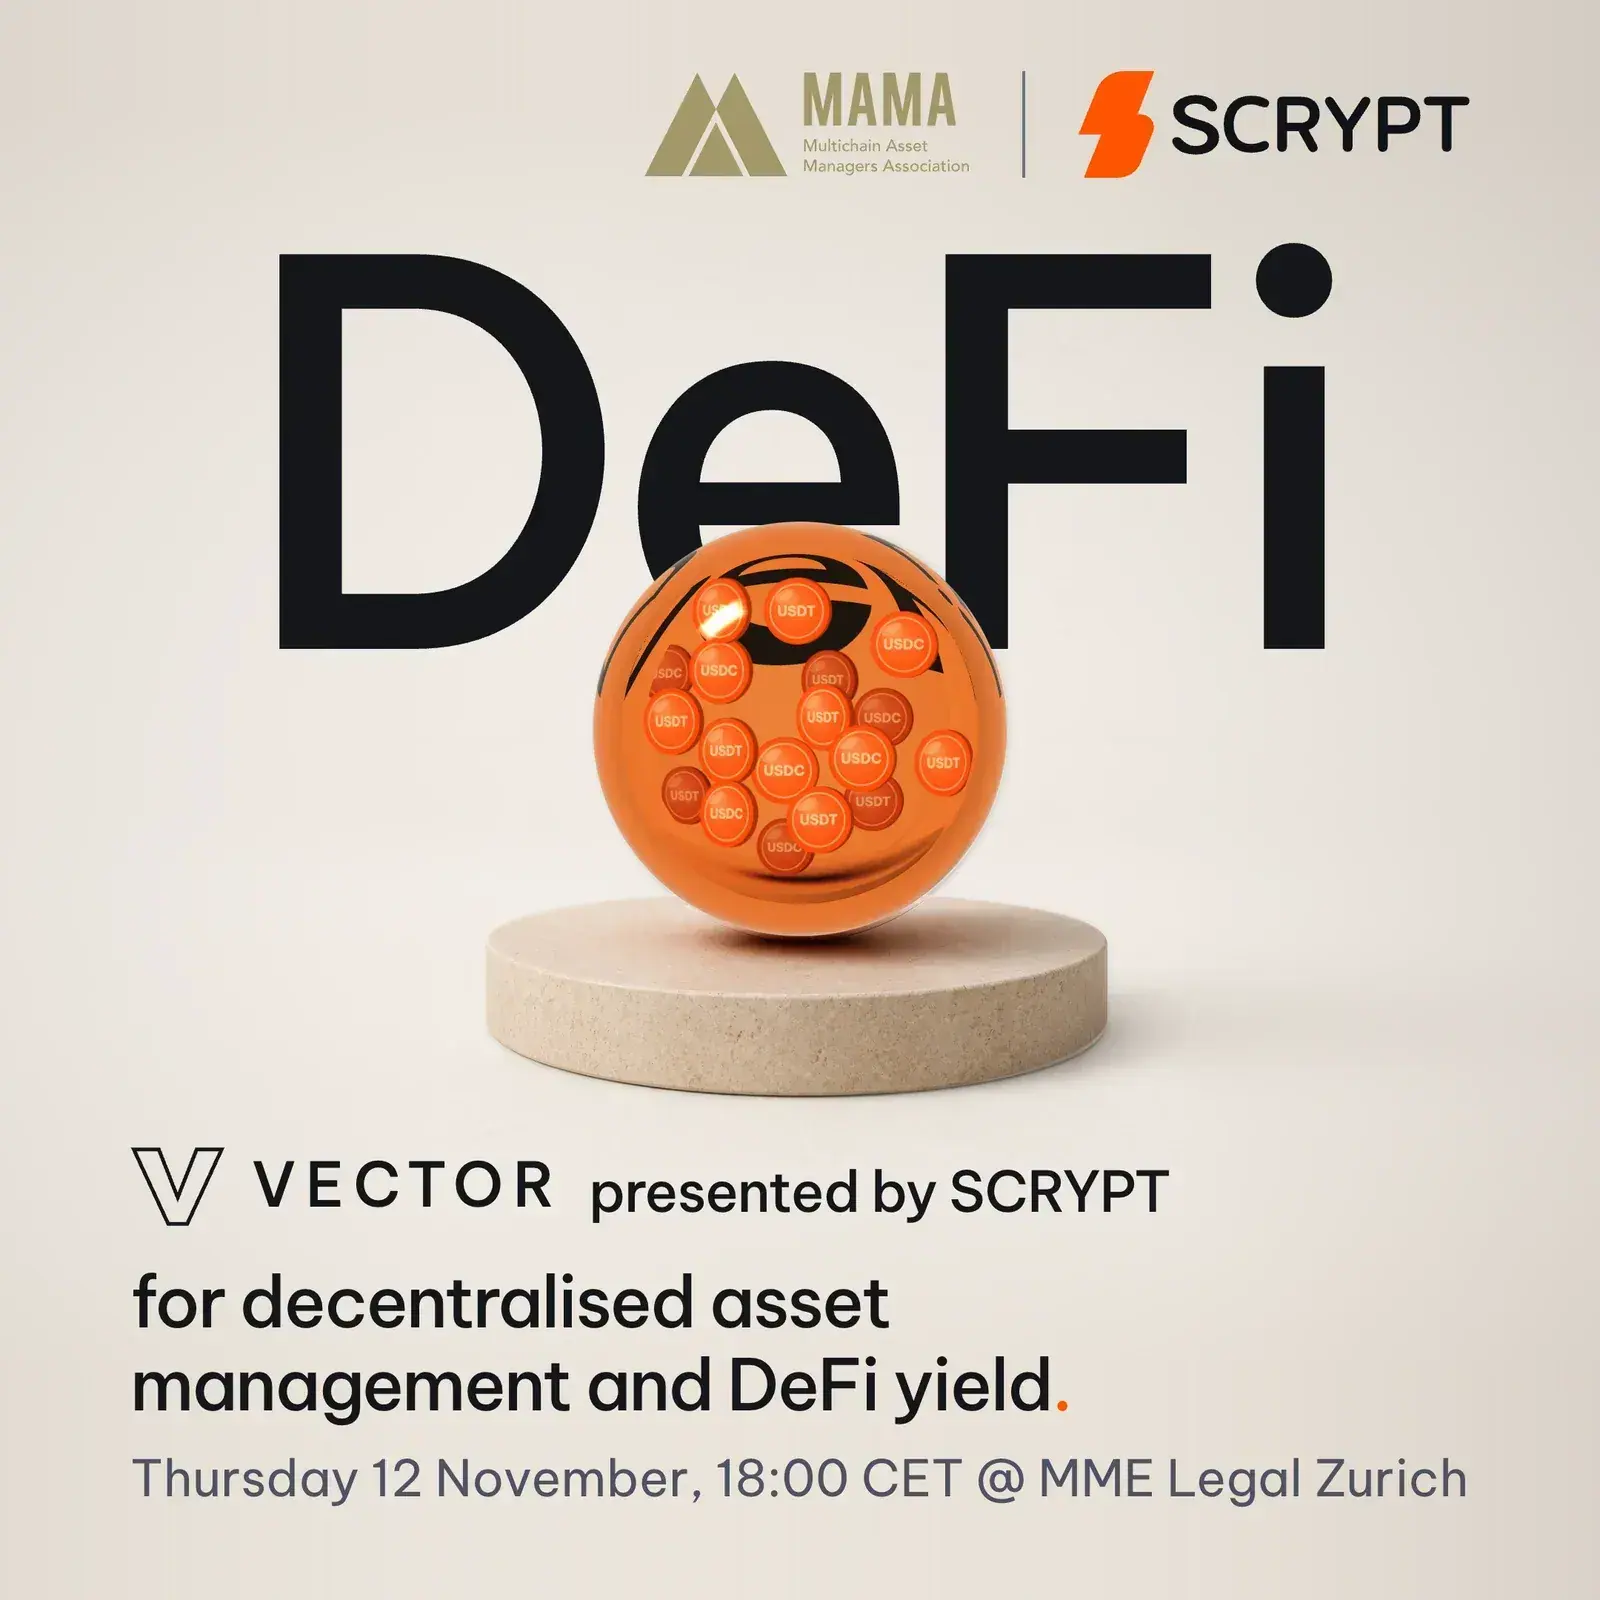 MAMA
Multichain Asset
Managers Association
SCRYPT
DeFi
USDT
USDC
USDC
USDT
USDT
USDT
USDC
USDT
USDC
USDC
USDT
USDT
USDC
USDT
USDT
USDC
VECTOR presented by SCRYPT
for decentralised asset
management and DeFi yield.
Thursday 12 November, 18:00 CET @ MME Legal Zurich